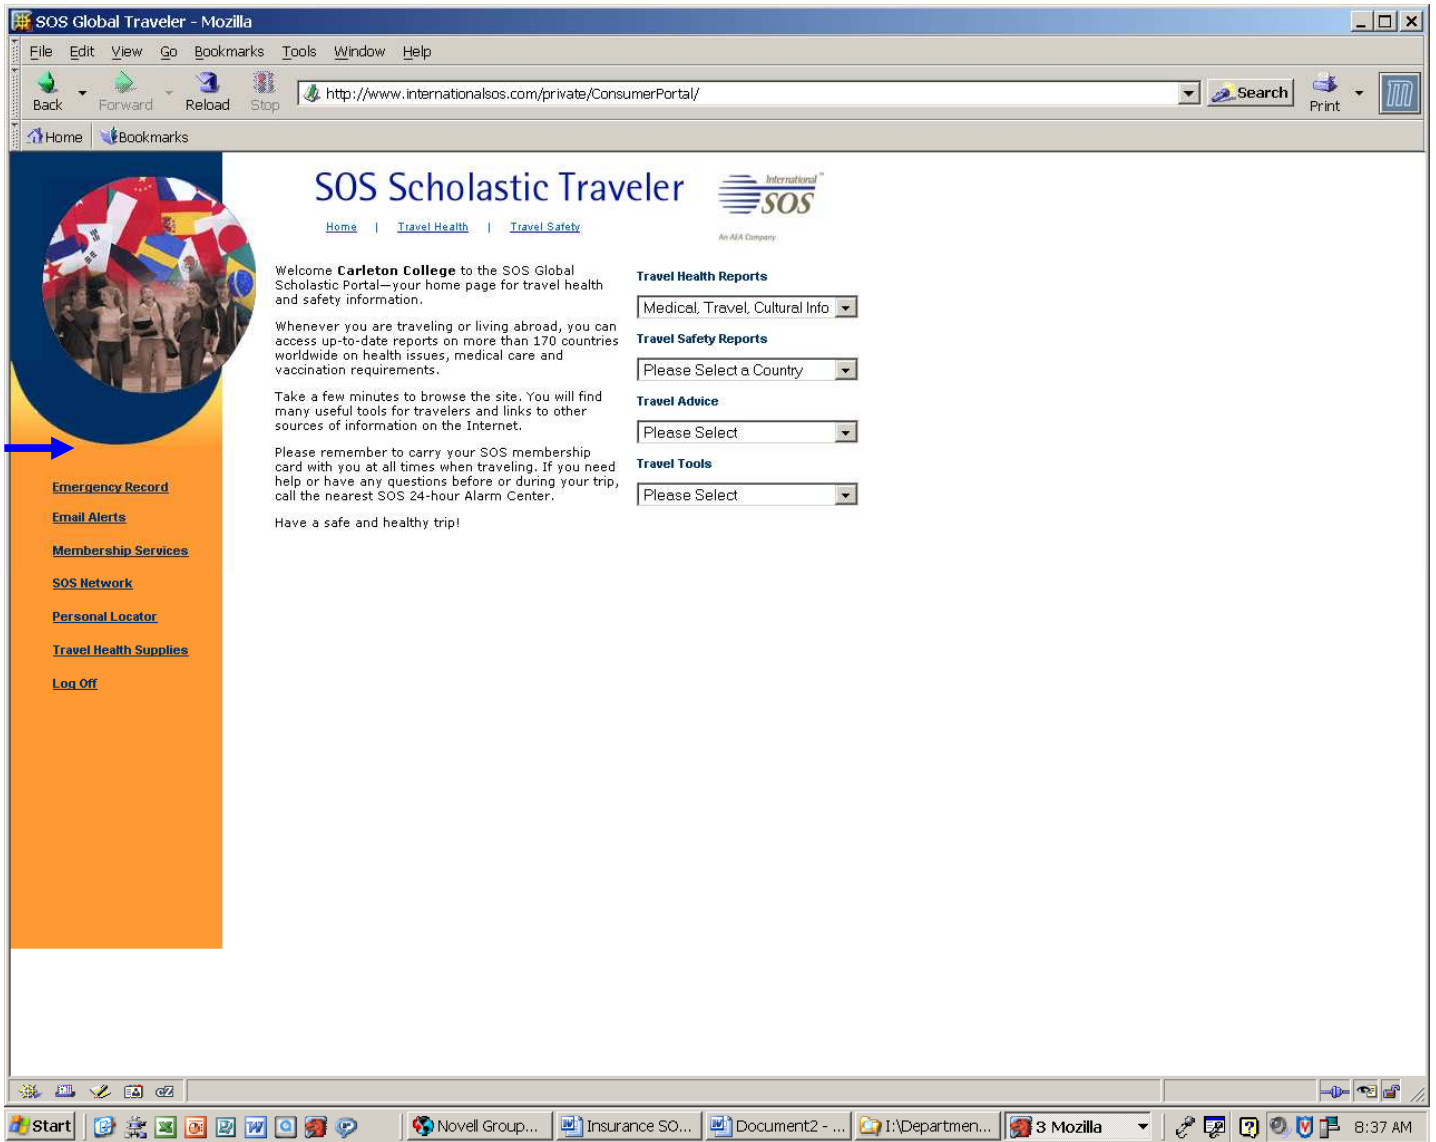 SOS Global Traveler - Mozilla
File Edit View Go Bookmarks Tools Window Help
Back Forward Reload Stop http://www.internationalsos.com/private/ConsumerPortal/ Search Print
Home Bookmarks
SOS Scholastic Traveler
International
SOS
An AEA Company
Home | Travel Health | Travel Safety
Welcome Carleton College to the SOS Global
Scholastic Portal—your home page for travel health
and safety information.
Whenever you are traveling or living abroad, you can
access up-to-date reports on more than 170 countries
worldwide on health issues, medical care and
vaccination requirements.
Take a few minutes to browse the site. You will find
many useful tools for travelers and links to other
sources of information on the Internet.
Please remember to carry your SOS membership
card with you at all times when traveling. If you need
help or have any questions before or during your trip,
call the nearest SOS 24-hour Alarm Center.
Have a safe and healthy trip!
Travel Health Reports
Medical, Travel, Cultural Info
Travel Safety Reports
Please Select a Country
Travel Advice
Please Select
Travel Tools
Please Select
Emergency Record
Email Alerts
Membership Services
SOS Network
Personal Locator
Travel Health Supplies
Log Off
Start Novell Group... Insurance SO... Document2 - ... I:\Departmen... 3 Mozilla 8:37 AM